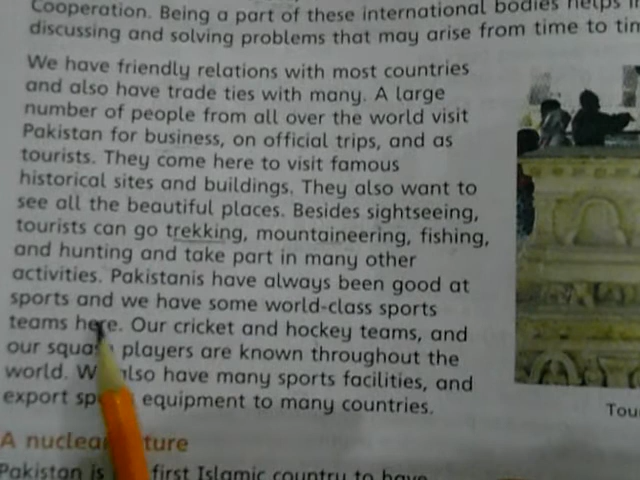 Cooperation. Being a part of these international bodies helps in
discussing and solving problems that may arise from time to tim
We have friendly relations with most countries
and also have trade ties with many. A large
number of people from all over the world visit
Pakistan for business, on official trips, and as
tourists. They come here to visit famous
historical sites and buildings. They also want to
see all the beautiful places. Besides sightseeing,
tourists can go trekking, mountaineering, fishing,
and hunting and take part in many other
activities. Pakistanis have always been good at
sports and we have some world-class sports
teams here. Our cricket and hockey teams, and
our squash players are known throughout the
world. We also have many sports facilities, and
export equipment to many countries.
Tour
A nuclear
Pakistan is first Islamic country to have